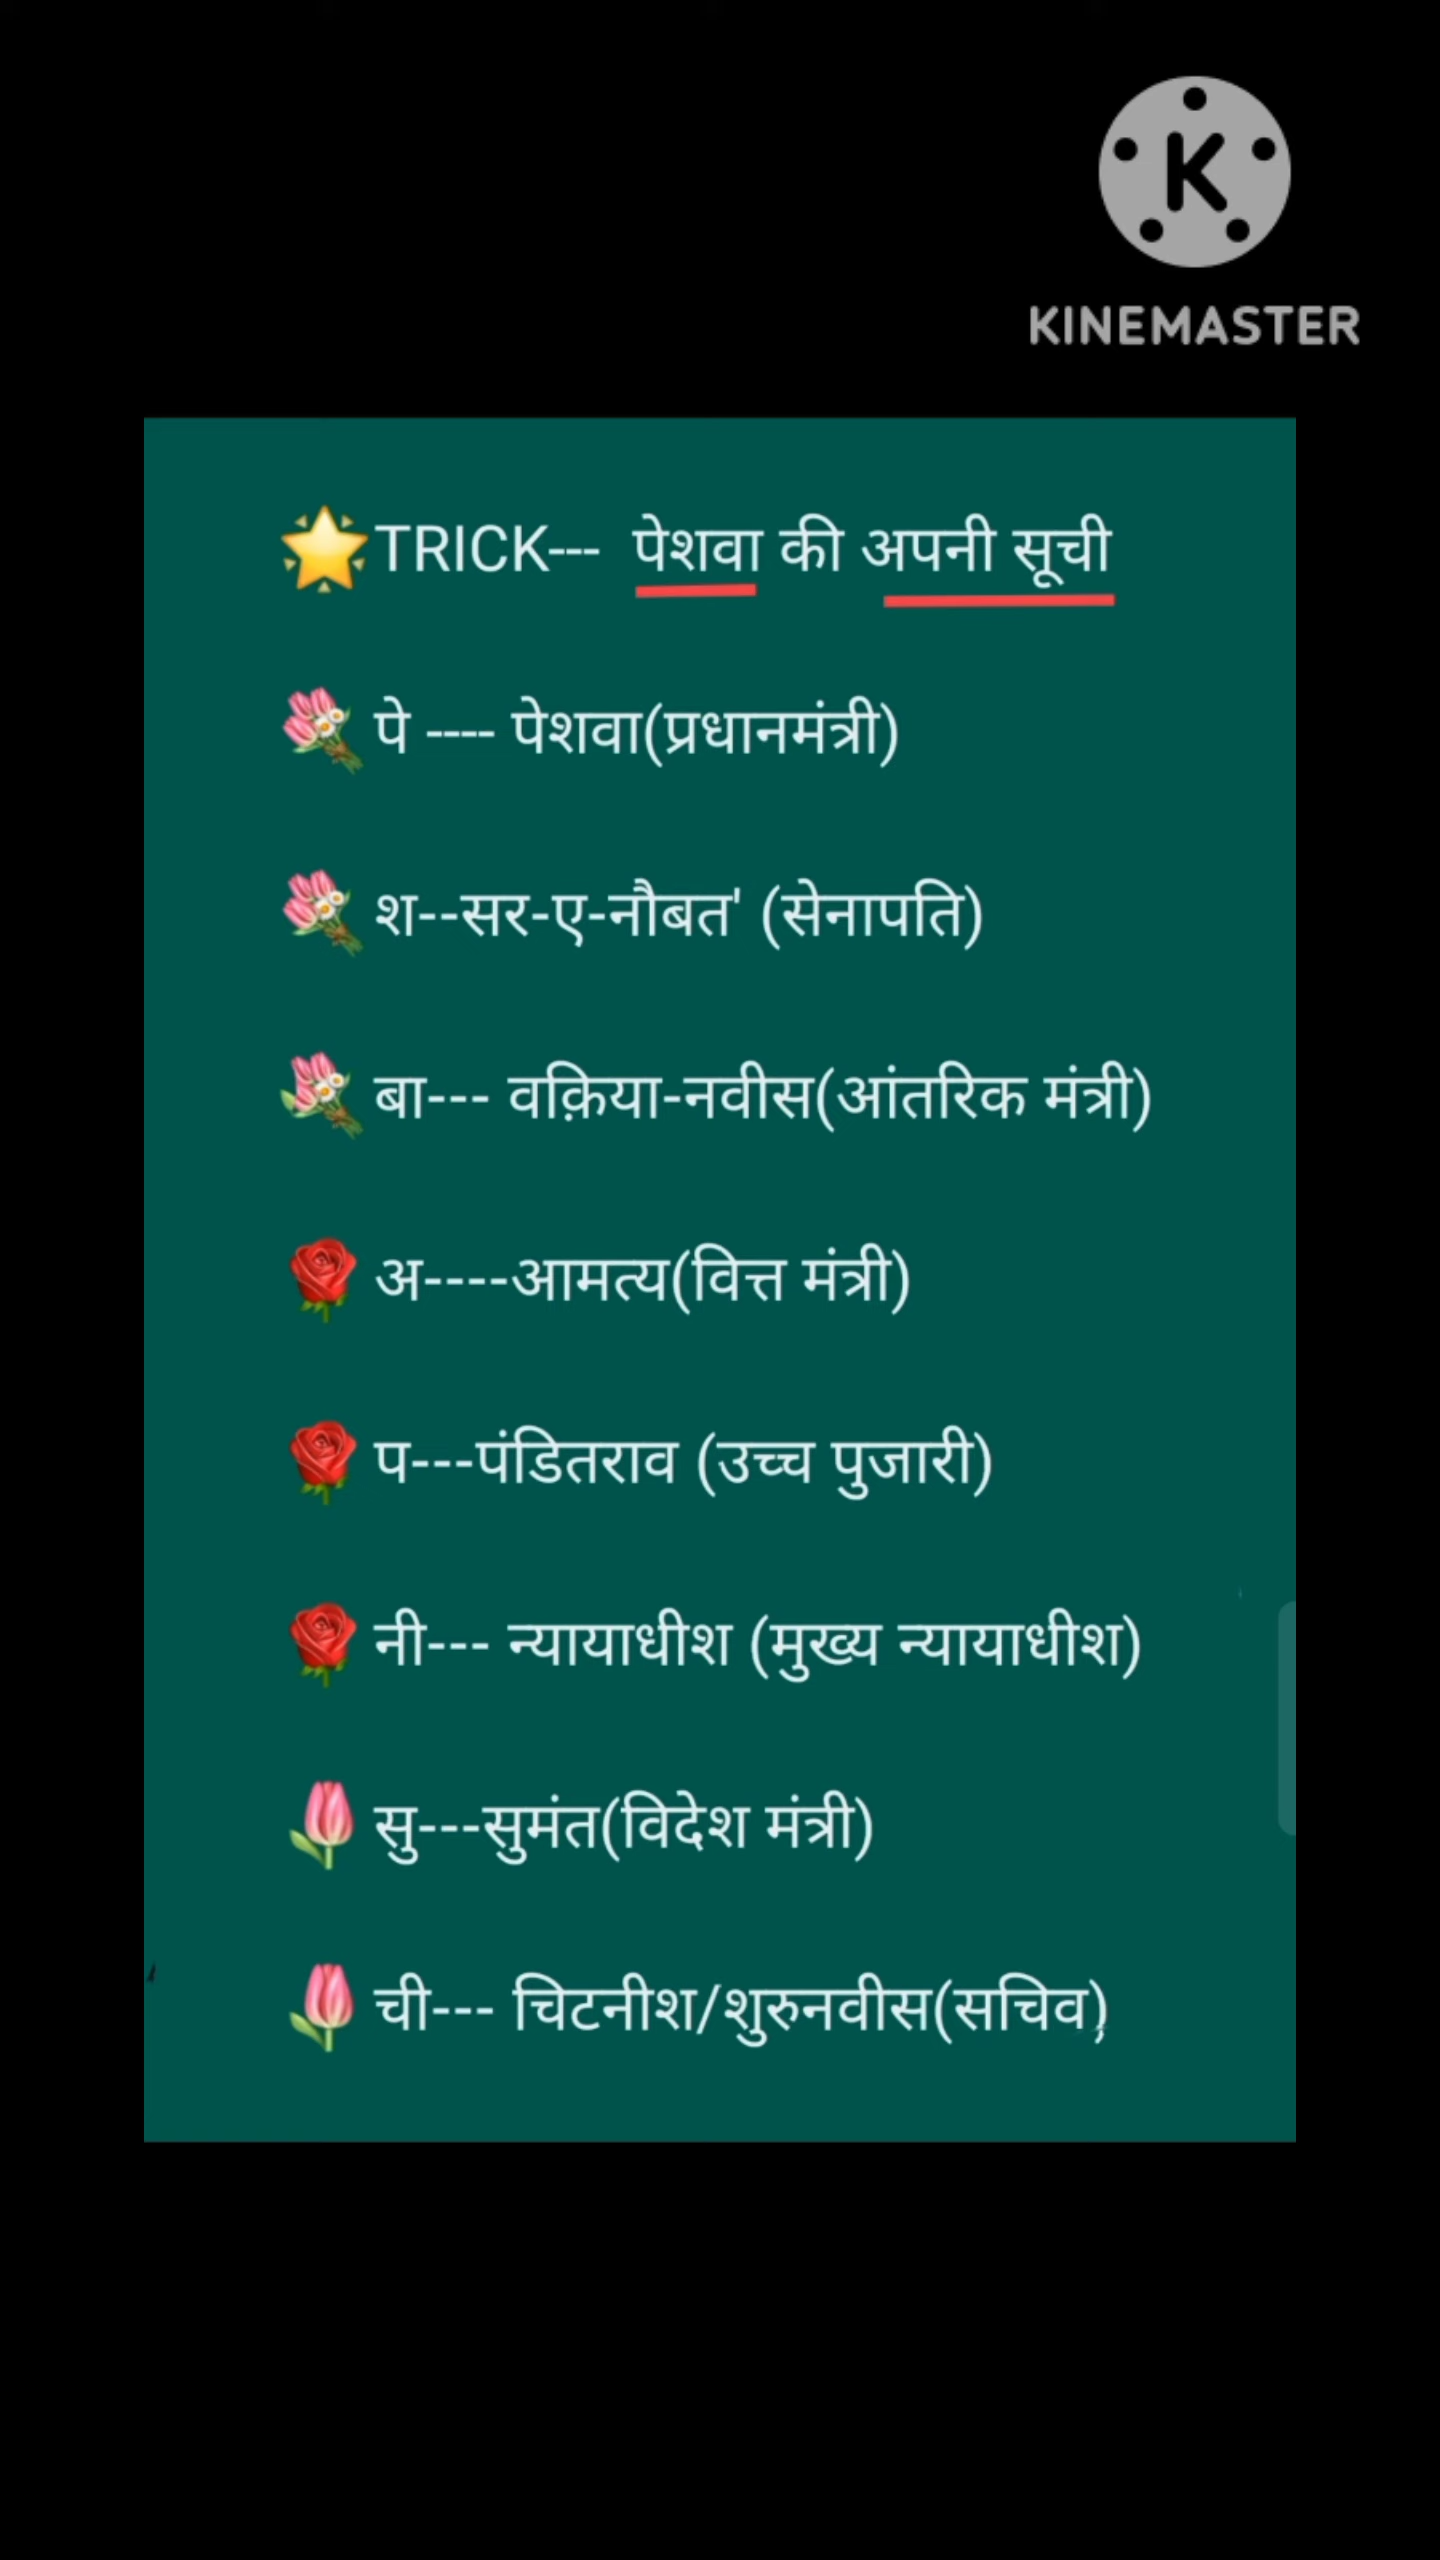 K
KINEMASTER
TRICK--- पेशवा की अपनी सूची
पे ---- पेशवा(प्रधानमंत्री)
श--सर-ए-नौबत' (सेनापति)
बा--- वक़िया-नवीस(आंतरिक मंत्री)
अ----आमत्य(वित्त मंत्री)
प---पंडितराव (उच्च पुजारी)
नी--- न्यायाधीश (मुख्य न्यायाधीश)
सु---सुमंत(विदेश मंत्री)
ची--- चिटनीश/शुरुनवीस(सचिव)